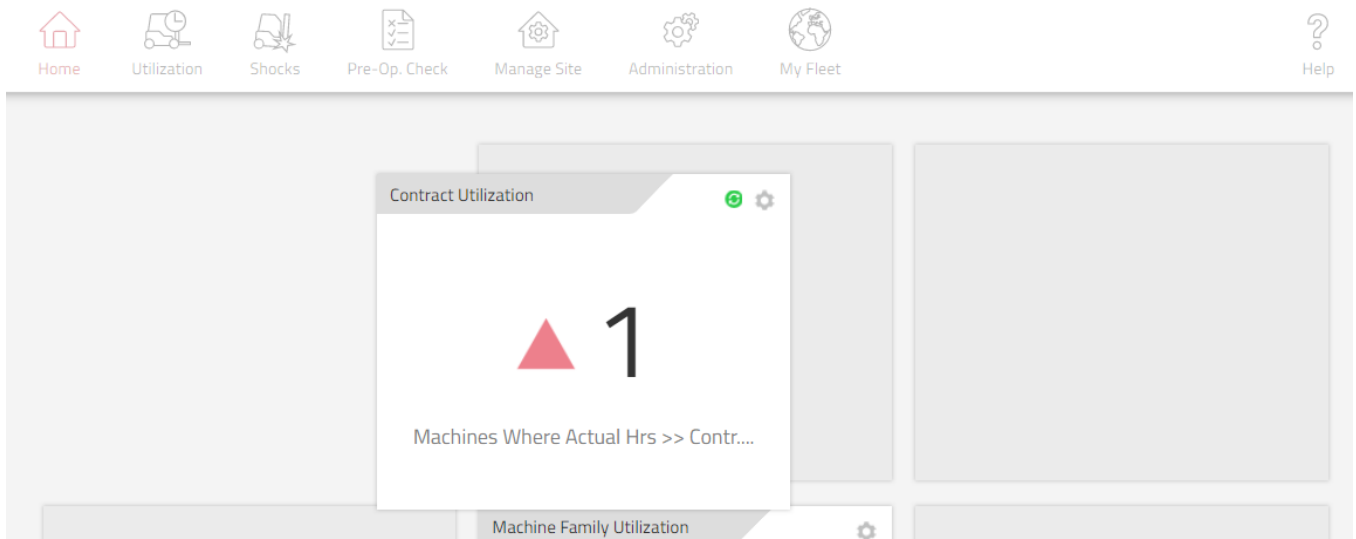 Home
Utilization
Shocks
Pre-Op. Check
Manage Site
Administration
My Fleet
Help
Contract Utilization
1
Machines Where Actual Hrs >> Contr....
Machine Family Utilization